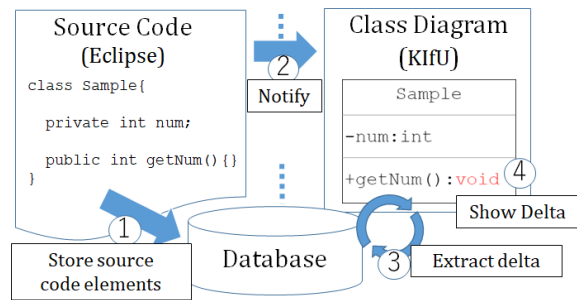 Source Code
(Eclipse)
class Sample{
private int num;
public int getNum(){}
}
①
Store source
code elements
②
Notify
Class Diagram
(KIfU)
Sample
-num:int
+getNum():void
④
Show Delta
③
Extract delta
Database